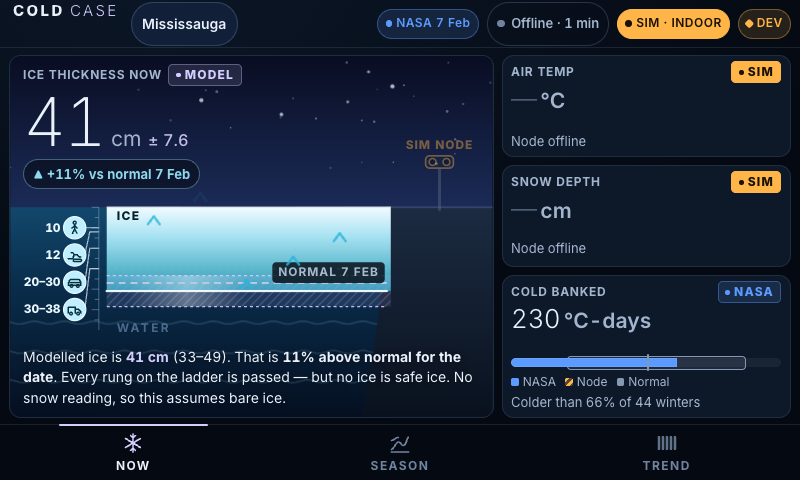 COLD CASE
Mississauga
NASA 7 Feb
Offline · 1 min
SIM · INDOOR
DEV
ICE THICKNESS NOW
MODEL
41 cm ± 7.6
+11% vs normal 7 Feb
SIM NODE
ICE
10
12
20–30
30–38
NORMAL 7 FEB
WATER
Modelled ice is 41 cm (33–49). That is 11% above normal for the
date. Every rung on the ladder is passed — but no ice is safe ice. No
snow reading, so this assumes bare ice.
AIR TEMP
SIM
— °C
Node offline
SNOW DEPTH
SIM
— cm
Node offline
COLD BANKED
NASA
230 °C-days
NASA Node Normal
Colder than 66% of 44 winters
NOW
SEASON
TREND